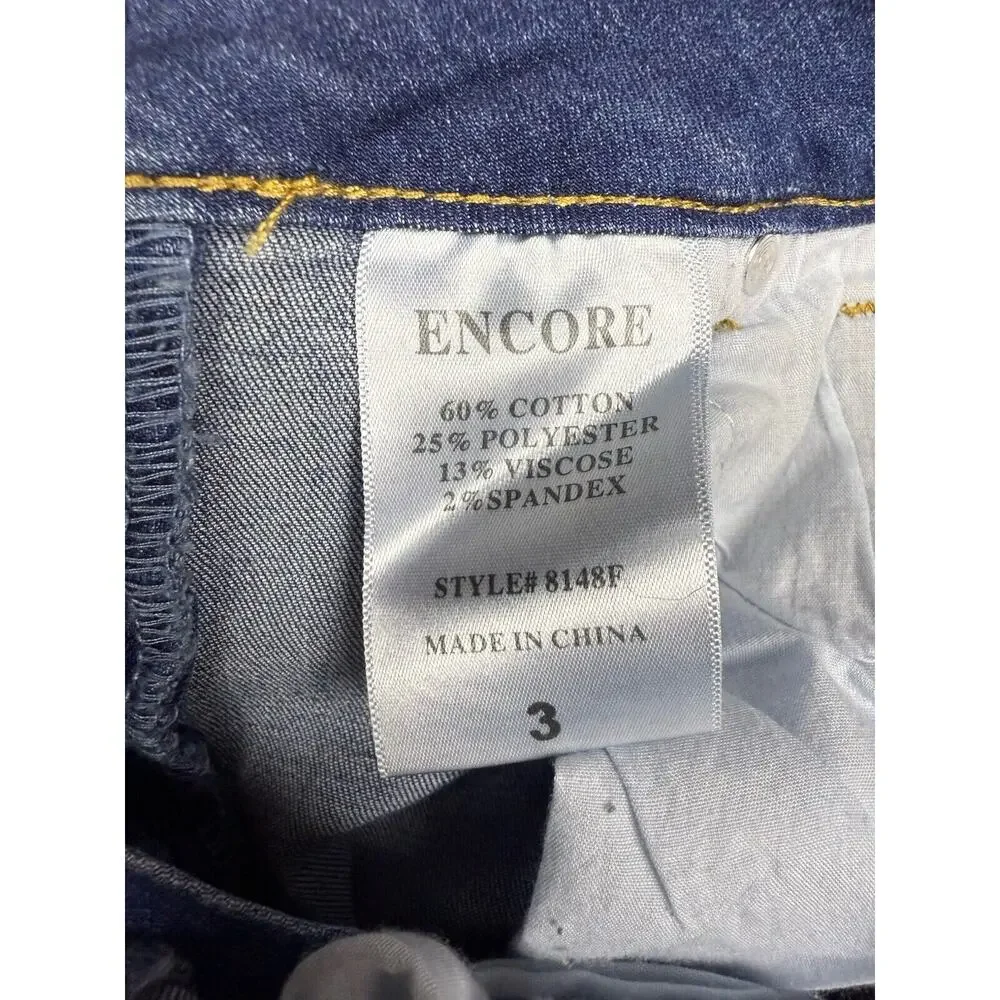 ENCORE
60% COTTON
25% POLYESTER
13% VISCOSE
2%SPANDEX
STYLE# 8148F
MADE IN CHINA
3